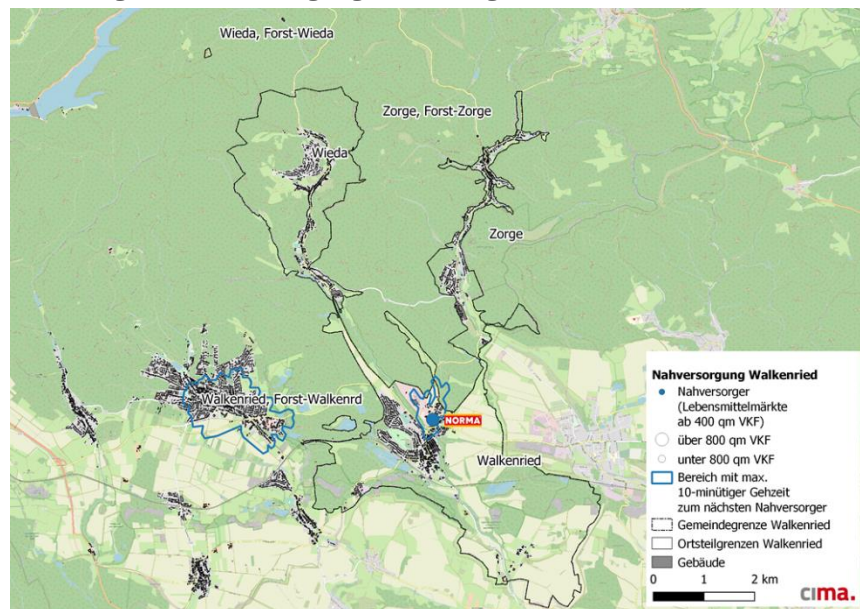 Wieda, Forst-Wieda
Zorge, Forst-Zorge
Wieda
Zorge
Walkenried, Forst-Walkenrd
NORMA
Walkenried
Nahversorgung Walkenried
Nahversorger
(Lebensmittelmärkte
ab 400 qm VKF)
über 800 qm VKF
unter 800 qm VKF
Bereich mit max.
10-minütiger Gehzeit
zum nächsten Nahversorger
Gemeindegrenze Walkenried
Ortsteilgrenzen Walkenried
Gebäude
0 1 2 km
cima.